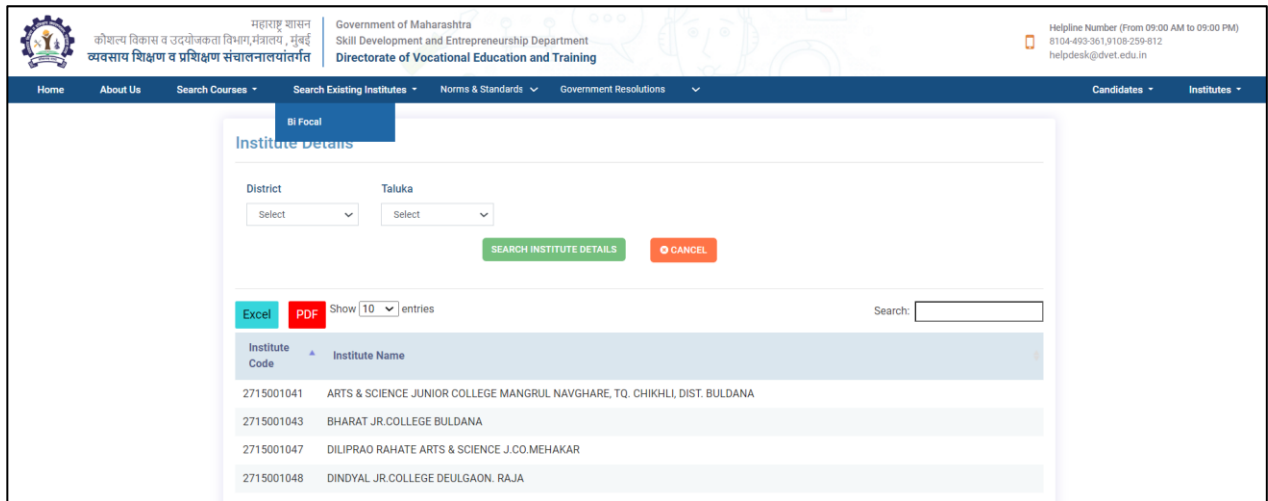 महाराष्ट्र शासन
कौशल्य विकास व उदयोजकता विभाग,मंत्रालय , मुंबई
व्यवसाय शिक्षण व प्रशिक्षण संचालनालयांतर्गत
Government of Maharashtra
Skill Development and Entrepreneurship Department
Directorate of Vocational Education and Training
Helpline Number (From 09:00 AM to 09:00 PM)
8104-493-361,9108-259-812
helpdesk@dvet.edu.in
Home About Us Search Courses Search Existing Institutes Norms & Standards Government Resolutions Candidates Institutes
Bi Focal
Institute Details
District Taluka
Select Select
SEARCH INSTITUTE DETAILS CANCEL
Excel PDF Show 10 entries Search:
Institute Code Institute Name
2715001041 ARTS & SCIENCE JUNIOR COLLEGE MANGRUL NAVGHARE, TQ. CHIKHLI, DIST. BULDANA
2715001043 BHARAT JR.COLLEGE BULDANA
2715001047 DILIPRAO RAHATE ARTS & SCIENCE J.CO.MEHAKAR
2715001048 DINDYAL JR.COLLEGE DEULGAON. RAJA